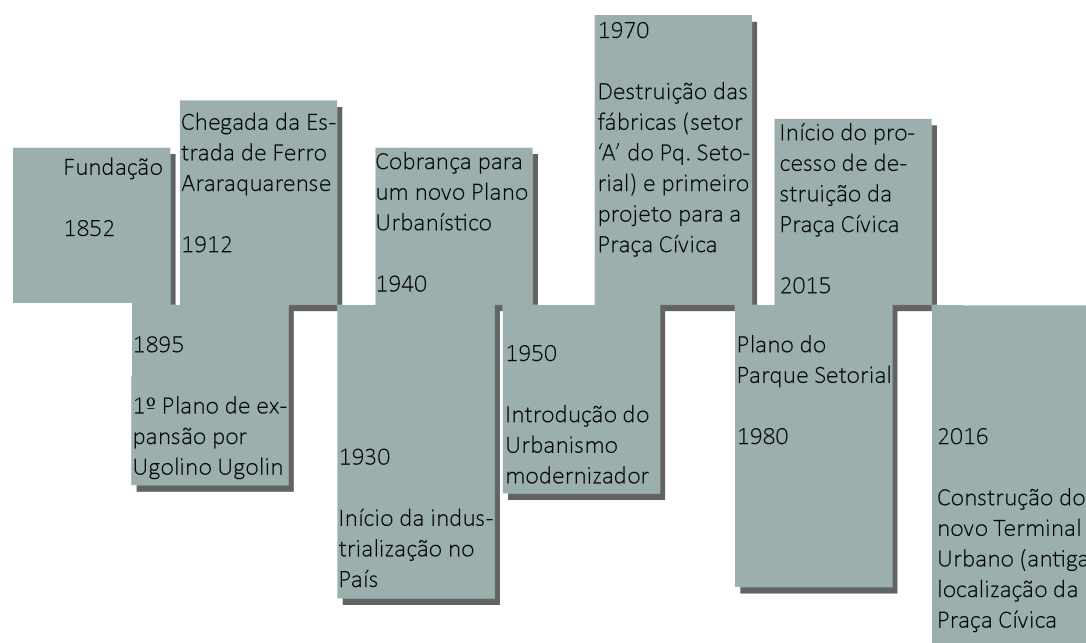 Fundação
1852
1895
1º Plano de ex-
pansão por
Ugolino Ugolin
Chegada da Es-
trada de Ferro
Araraquarense
1912
1930
Início da indus-
trialização no
País
Cobrança para
um novo Plano
Urbanístico
1940
1950
Introdução do
Urbanismo
modernizador
1970
Destruição das
fábricas (setor
‘A’ do Pq. Seto-
rial) e primeiro
projeto para a
Praça Cívica
Plano do
Parque Setorial
1980
Início do pro-
cesso de de-
struição da
Praça Cívica
2015
2016
Construção do
novo Terminal
Urbano (antiga
localização da
Praça Cívica